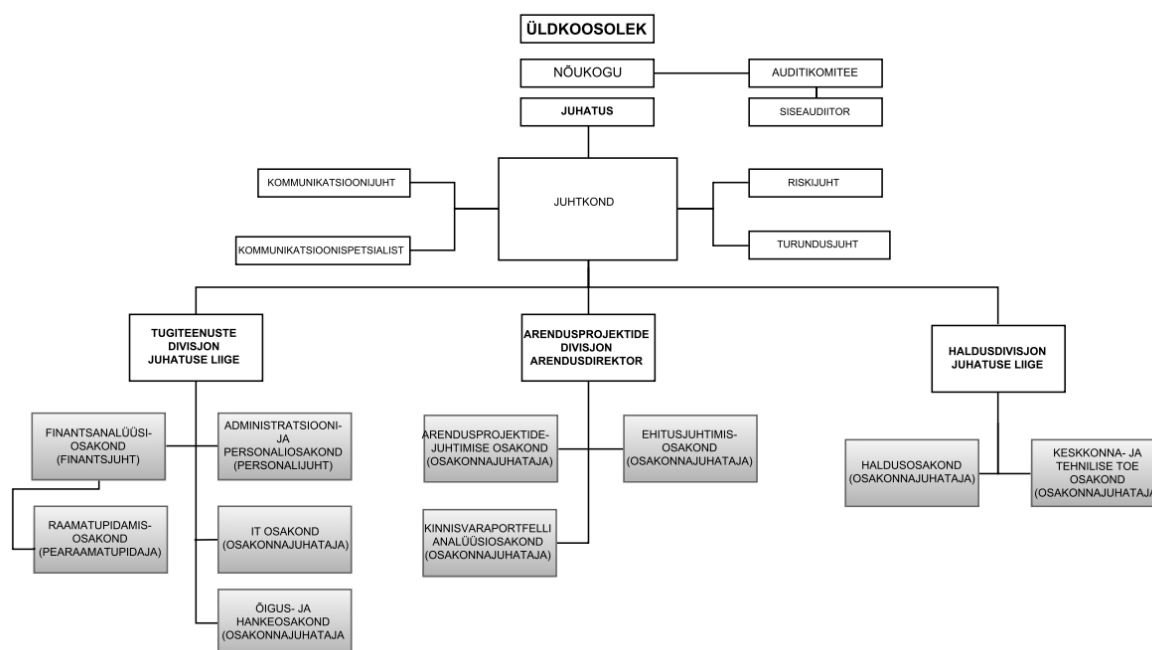 ÜLDKOOSOLEK
NÕUKOGU
AUDITIKOMITEE
JUHATUS
SISEAUDIITOR
KOMMUNIKATSIOONIJUHT
JUHTKOND
RISKIJUHT
KOMMUNIKATSIOONISPETSIALIST
TURUNDUSJUHT
TUGITEENUSTE
DIVISJON
JUHATUSE LIIGE
ARENDUSPROJEKTIDE
DIVISJON
ARENDUSDIREKTOR
HALDUSDIVISJON
JUHATUSE LIIGE
FINANTSANALÜÜSI-
OSAKOND
(FINANTSJUHT)
ADMINISTRATSIOONI-
JA
PERSONALIOSAKOND
(PERSONALIJUHT)
ARENDUSPROJEKTIDE-
JUHTIMISE OSAKOND
(OSAKONNAJUHATAJA)
EHITUSJUHTIMIS-
OSAKOND
(OSAKONNAJUHATAJA)
HALDUSOSAKOND
(OSAKONNAJUHATAJA)
KESKKONNA- JA
TEHNILISE TOE
OSAKOND
(OSAKONNAJUHATAJA)
RAAMATUPIDAMIS-
OSAKOND
(PEARAAMATUPIDAJA)
IT OSAKOND
(OSAKONNAJUHATAJA)
KINNISVARAPORTFELLI
ANALÜÜSIOSAKOND
(OSAKONNAJUHATAJA)
ÕIGUS- JA
HANKEOSAKOND
(OSAKONNAJUHATAJA